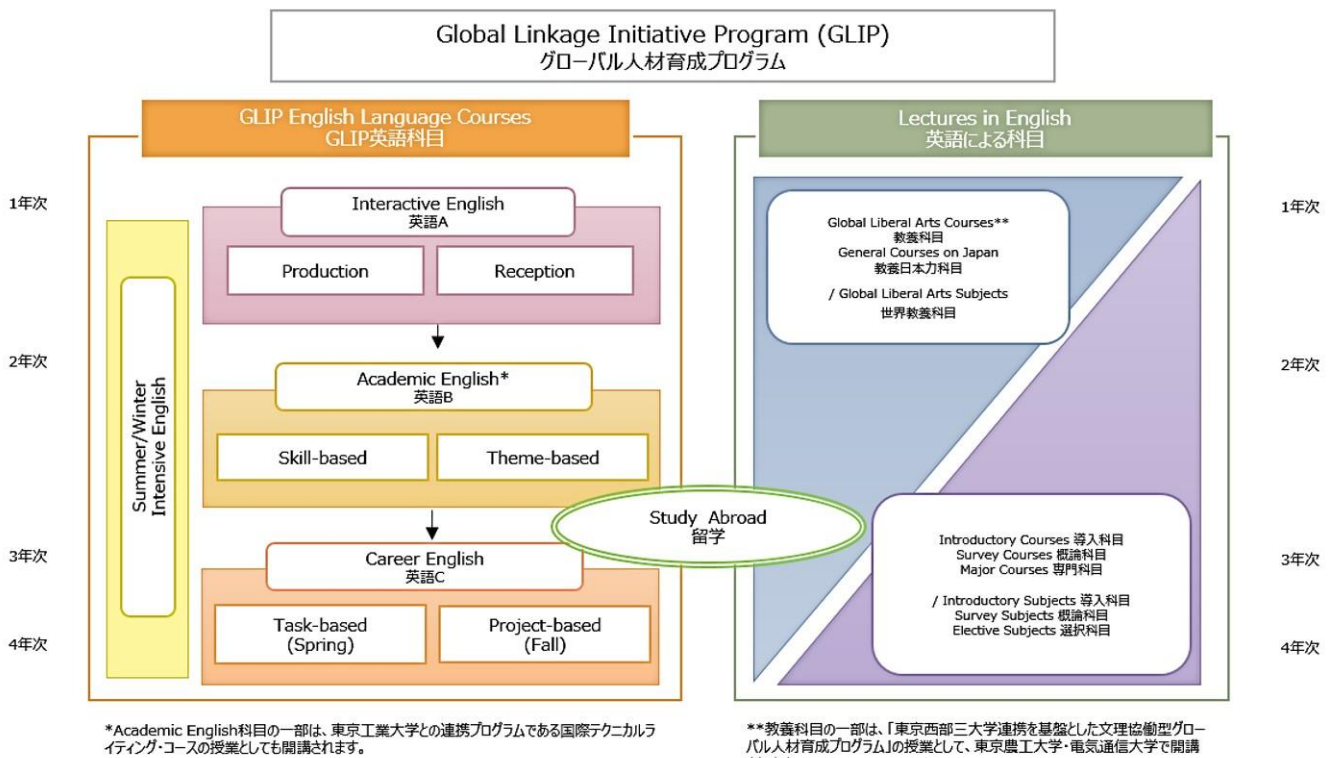 Global Linkage Initiative Program (GLIP)
グローバル人材育成プログラム
GLIP English Language Courses
GLIP英語科目
1年次
Interactive English
英語A
Production
Reception
2年次
Academic English*
英語B
Skill-based
Theme-based
Summer/Winter
Intensive English
3年次
Career English
英語C
4年次
Task-based
(Spring)
Project-based
(Fall)
Study Abroad
留学
Lectures in English
英語による科目
1年次
Global Liberal Arts Courses**
教養科目
General Courses on Japan
教養日本力科目
/ Global Liberal Arts Subjects
世界教養科目
2年次
Introductory Courses 導入科目
Survey Courses 概論科目
Major Courses 専門科目
3年次
/ Introductory Subjects 導入科目
Survey Subjects 概論科目
Elective Subjects 選択科目
4年次
*Academic English科目の一部は、東京工業大学との連携プログラムである国際テクニカルラ
イティング・コースの授業としても開講されます。
**教養科目の一部は、「東京西部三大学連携を基盤とした文理協働型グロー
バル人材育成プログラム」の授業として、東京農工大学・電気通信大学で開講